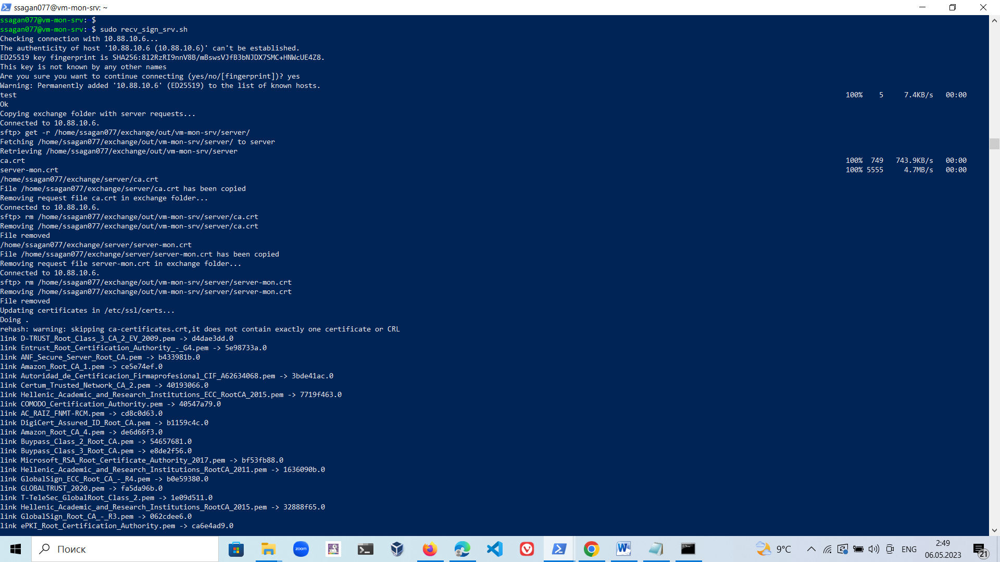 ssagan077@vm-mon-srv: ~
ssagan077@vm-mon-srv: $
ssagan077@vm-mon-srv: $ sudo recv_sign_srv.sh
Checking connection with 10.88.10.6...
The authenticity of host '10.88.10.6 (10.88.10.6)' can't be established.
ED25519 key fingerprint is SHA256:8l2RzRI9nnV8B/mBswsVJfB3bNJDX7SMC+HNWcUE4Z8.
This key is not known by any other names
Are you sure you want to continue connecting (yes/no/[fingerprint])? yes
Warning: Permanently added '10.88.10.6' (ED25519) to the list of known hosts.
test 100% 5 7.4KB/s 00:00
Ok
Copying exchange folder with server requests...
Connected to 10.88.10.6.
sftp> get -r /home/ssagan077/exchange/out/vm-mon-srv/server/
Fetching /home/ssagan077/exchange/out/vm-mon-srv/server/ to server
Retrieving /home/ssagan077/exchange/out/vm-mon-srv/server
ca.crt 100% 749 743.9KB/s 00:00
server-mon.crt 100% 5555 4.7MB/s 00:00
/home/ssagan077/exchange/server/ca.crt
File /home/ssagan077/exchange/server/ca.crt has been copied
Removing request file ca.crt in exchange folder...
Connected to 10.88.10.6.
sftp> rm /home/ssagan077/exchange/out/vm-mon-srv/server/ca.crt
Removing /home/ssagan077/exchange/out/vm-mon-srv/server/ca.crt
File removed
/home/ssagan077/exchange/server/server-mon.crt
File /home/ssagan077/exchange/server/server-mon.crt has been copied
Removing request file server-mon.crt in exchange folder...
Connected to 10.88.10.6.
sftp> rm /home/ssagan077/exchange/out/vm-mon-srv/server/server-mon.crt
Removing /home/ssagan077/exchange/out/vm-mon-srv/server/server-mon.crt
File removed
Updating certificates in /etc/ssl/certs...
Doing .
rehash: warning: skipping ca-certificates.crt,it does not contain exactly one certificate or CRL
link D-TRUST_Root_Class_3_CA_2_EV_2009.pem -> d4dae3dd.0
link Entrust_Root_Certification_Authority_-_G4.pem -> 5e98733a.0
link ANF_Secure_Server_Root_CA.pem -> b433981b.0
link Amazon_Root_CA_1.pem -> ce5e74ef.0
link Autoridad_de_Certificacion_Firmaprofesional_CIF_A62634068.pem -> 3bde41ac.0
link Certum_Trusted_Network_CA_2.pem -> 40193066.0
link Hellenic_Academic_and_Research_Institutions_ECC_RootCA_2015.pem -> 7719f463.0
link COMODO_Certification_Authority.pem -> 40547a79.0
link AC_RAIZ_FNMT-RCM.pem -> cd8c0d63.0
link DigiCert_Assured_ID_Root_CA.pem -> b1159c4c.0
link Amazon_Root_CA_4.pem -> de6d66f3.0
link Buypass_Class_2_Root_CA.pem -> 54657681.0
link Buypass_Class_3_Root_CA.pem -> e8de2f56.0
link Microsoft_RSA_Root_Certificate_Authority_2017.pem -> bf53fb88.0
link Hellenic_Academic_and_Research_Institutions_RootCA_2011.pem -> 1636090b.0
link GlobalSign_ECC_Root_CA_-_R4.pem -> b0e59380.0
link GLOBALTRUST_2020.pem -> fa5da96b.0
link T-TeleSec_GlobalRoot_Class_2.pem -> 1e09d511.0
link Hellenic_Academic_and_Research_Institutions_RootCA_2015.pem -> 32888f65.0
link GlobalSign_Root_CA_-_R3.pem -> 062cdee6.0
link ePKI_Root_Certification_Authority.pem -> ca6e4ad9.0
Поиск
zoom
9°C
ENG
2:49
06.05.2023
21